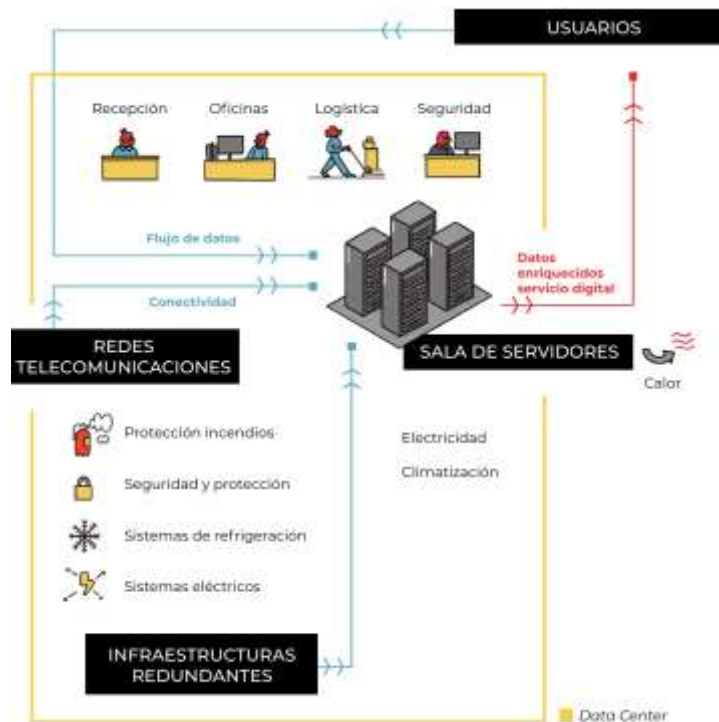 USUARIOS
Recepción
Oficinas
Logística
Seguridad
Flujo de datos
Conectividad
Datos
enriquecidos
servicio digital
REDES
TELECOMUNICACIONES
SALA DE SERVIDORES
Calor
Protección incendios
Seguridad y protección
Sistemas de refrigeración
Sistemas eléctricos
Electricidad
Climatización
INFRAESTRUCTURAS
REDUNDANTES
Data Center